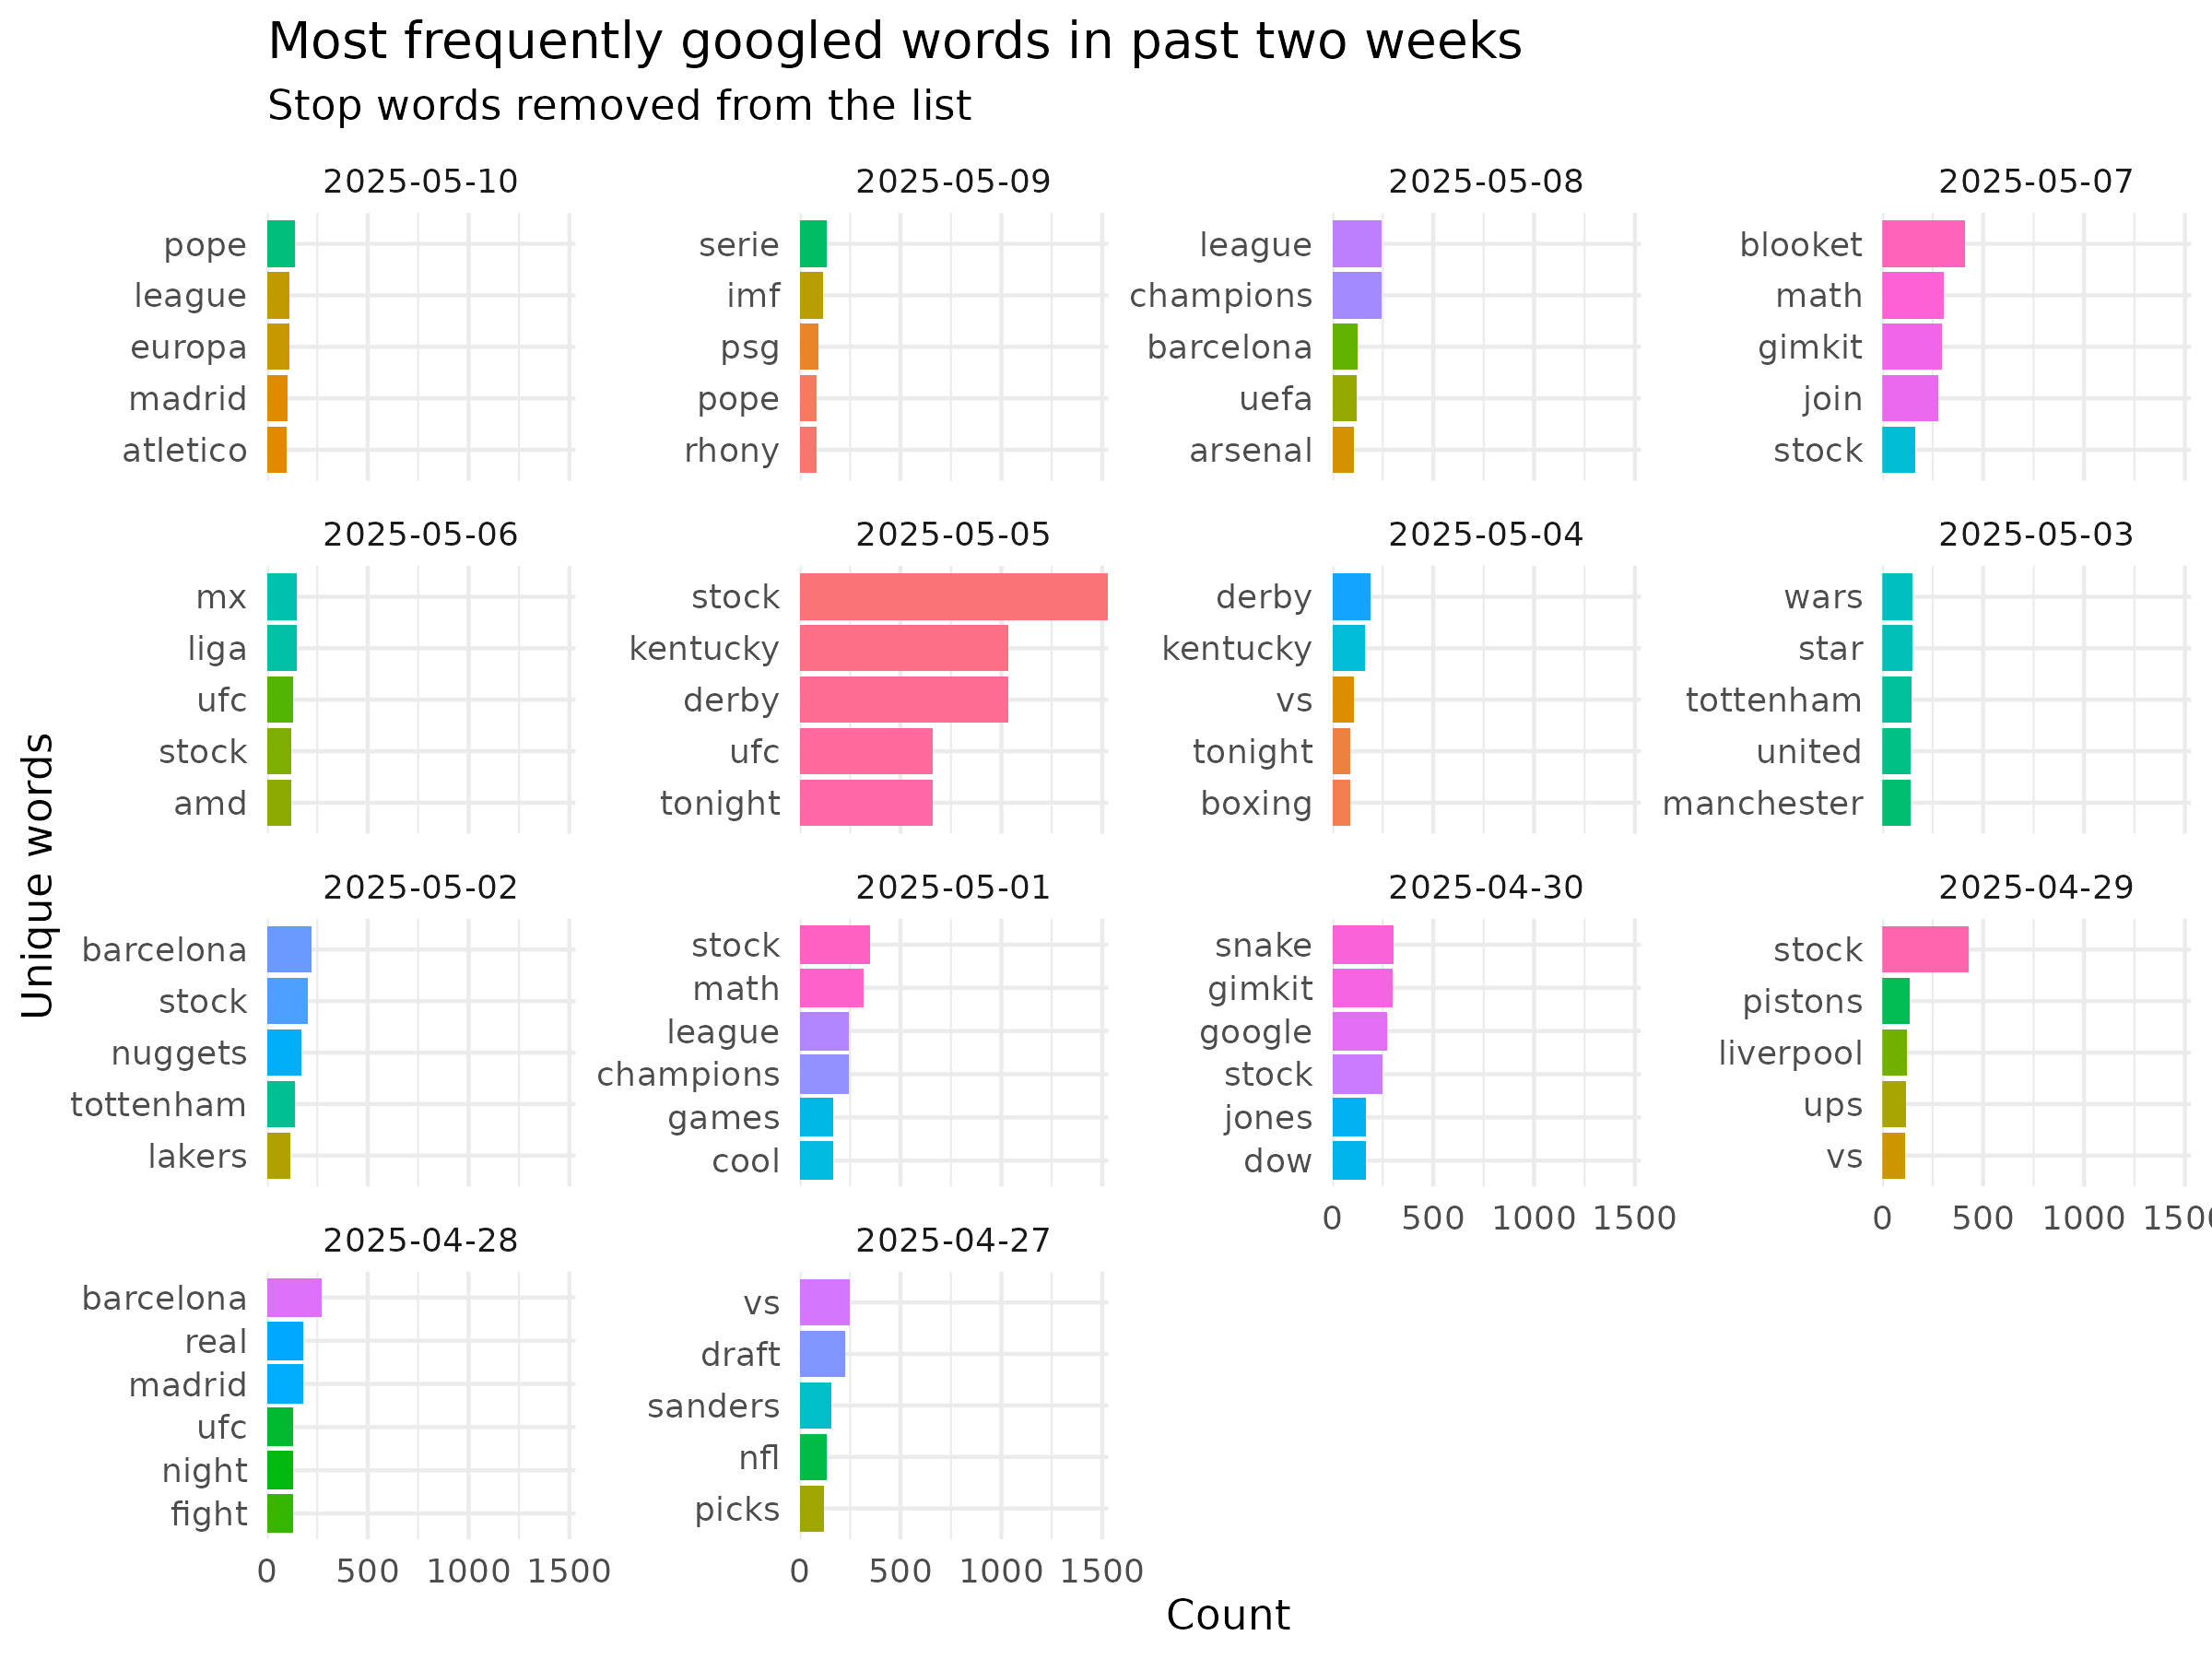 Most frequently googled words in past two weeks
Stop words removed from the list
2025-05-10
pope
league
europa
madrid
atletico
2025-05-09
serie
imf
psg
pope
rhony
2025-05-08
league
champions
barcelona
uefa
arsenal
2025-05-07
blooket
math
gimkit
join
stock
2025-05-06
mx
liga
ufc
stock
amd
2025-05-05
stock
kentucky
derby
ufc
tonight
2025-05-04
derby
kentucky
vs
tonight
boxing
2025-05-03
wars
star
tottenham
united
manchester
2025-05-02
barcelona
stock
nuggets
tottenham
lakers
2025-05-01
stock
math
league
champions
games
cool
2025-04-30
snake
gimkit
google
stock
jones
dow
0 500 1000 1500
2025-04-29
stock
pistons
liverpool
ups
vs
0 500 1000 1500
2025-04-28
barcelona
real
madrid
ufc
night
fight
0 500 1000 1500
2025-04-27
vs
draft
sanders
nfl
picks
0 500 1000 1500
Count
Unique words